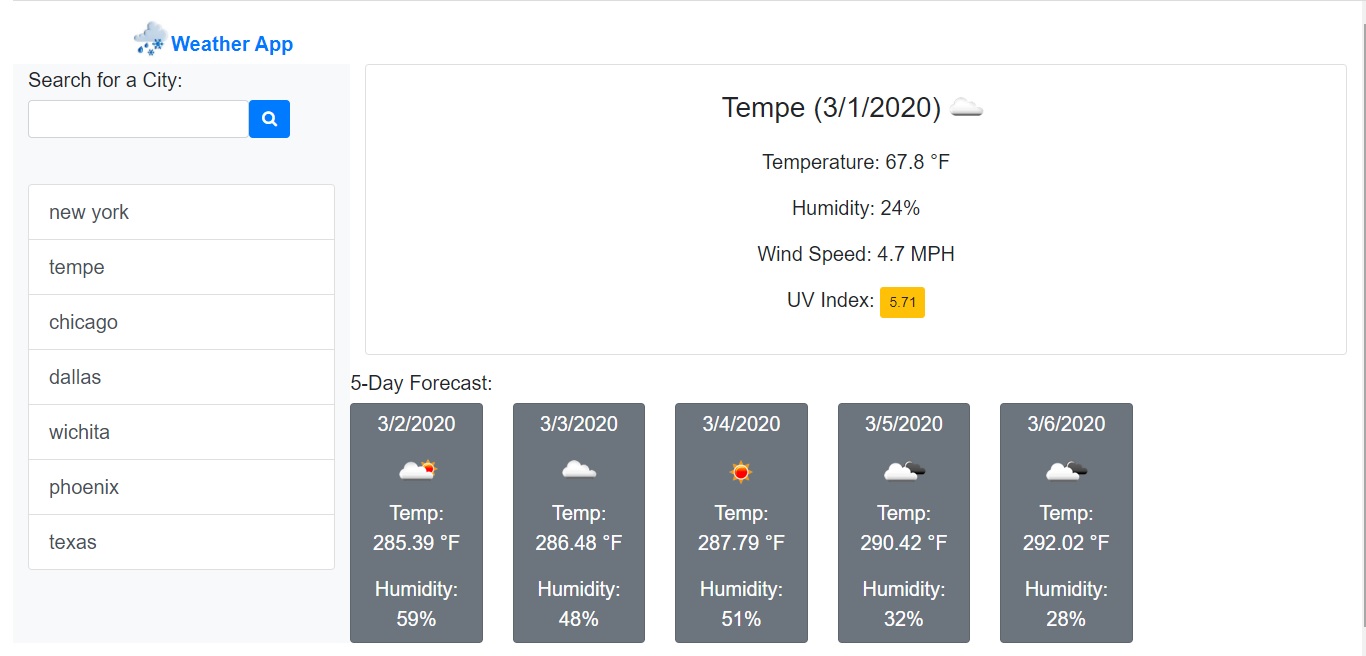 Weather App
Search for a City:
new york
tempe
chicago
dallas
wichita
phoenix
texas
Tempe (3/1/2020)
Temperature: 67.8 °F
Humidity: 24%
Wind Speed: 4.7 MPH
UV Index: 5.71
5-Day Forecast:
3/2/2020
Temp:
285.39 °F
Humidity:
59%
3/3/2020
Temp:
286.48 °F
Humidity:
48%
3/4/2020
Temp:
287.79 °F
Humidity:
51%
3/5/2020
Temp:
290.42 °F
Humidity:
32%
3/6/2020
Temp:
292.02 °F
Humidity:
28%